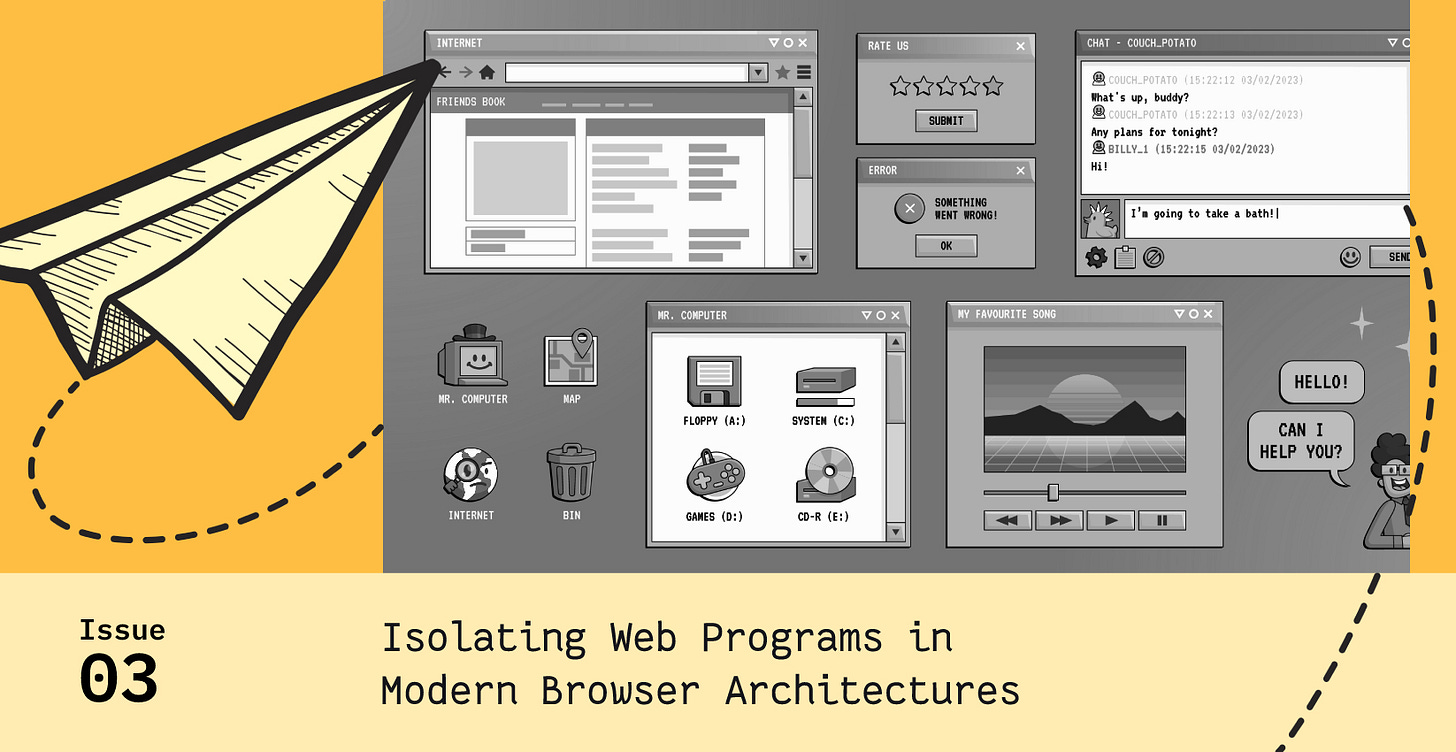 INTERNET
FRIENDS BOOK
RATE US
SUBMIT
ERROR
SOMETHING
WENT WRONG!
OK
CHAT - COUCH_POTATO
COUCH_POTATO (15:22:12 03/02/2023)
What's up, buddy?
COUCH_POTATO (15:22:13 03/02/2023)
Any plans for tonight?
BILLY_1 (15:22:15 03/02/2023)
Hi!
I'm going to take a bath!
SEND
MR. COMPUTER
MAP
INTERNET
BIN
MR. COMPUTER
FLOPPY (A:)
SYSTEM (C:)
GAMES (D:)
CD-R (E:)
MY FAVOURITE SONG
HELLO!
CAN I
HELP YOU?
Issue
03
Isolating Web Programs in
Modern Browser Architectures